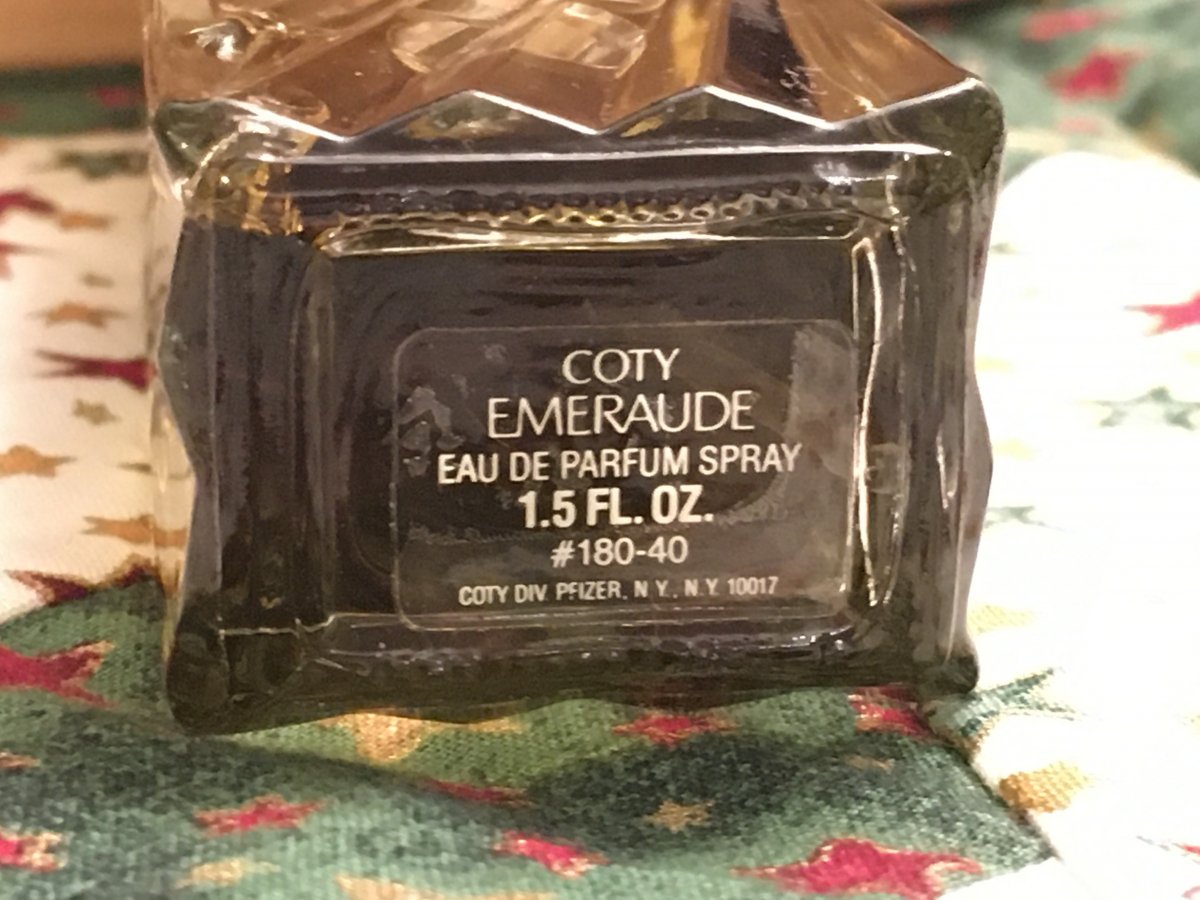 COTY
EMERAUDE
EAU DE PARFUM SPRAY
1.5 FL. OZ.
#180-40
COTY DIV. PFIZER, N.Y., N.Y. 10017